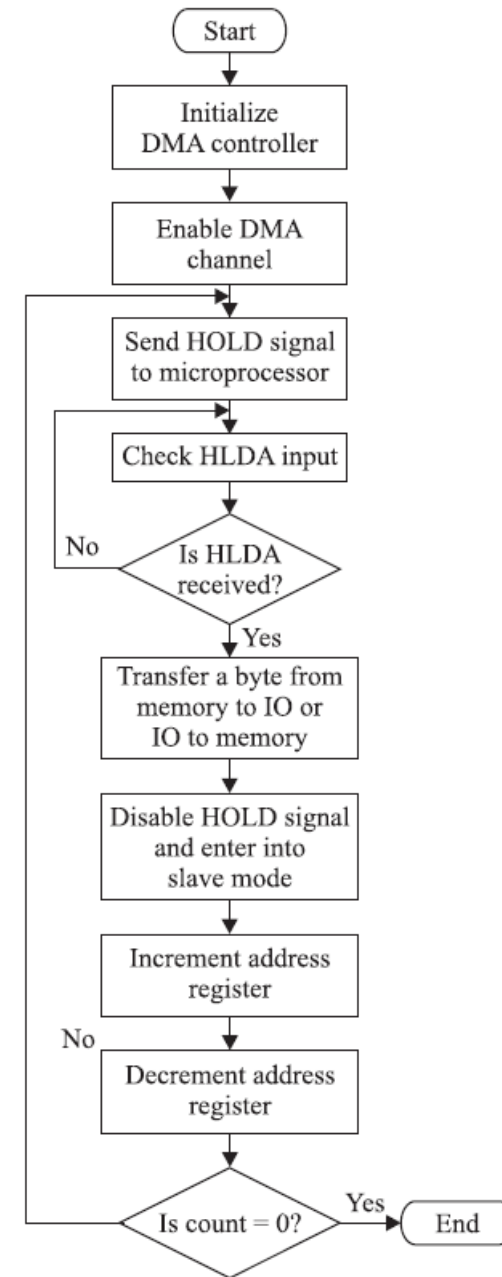 Start
Initialize
DMA controller
Enable DMA
channel
Send HOLD signal
to microprocessor
Check HLDA input
No
Is HLDA
received?
Yes
Transfer a byte from
memory to IO or
IO to memory
Disable HOLD signal
and enter into
slave mode
Increment address
register
No
Decrement address
register
Is count = 0?
Yes
End